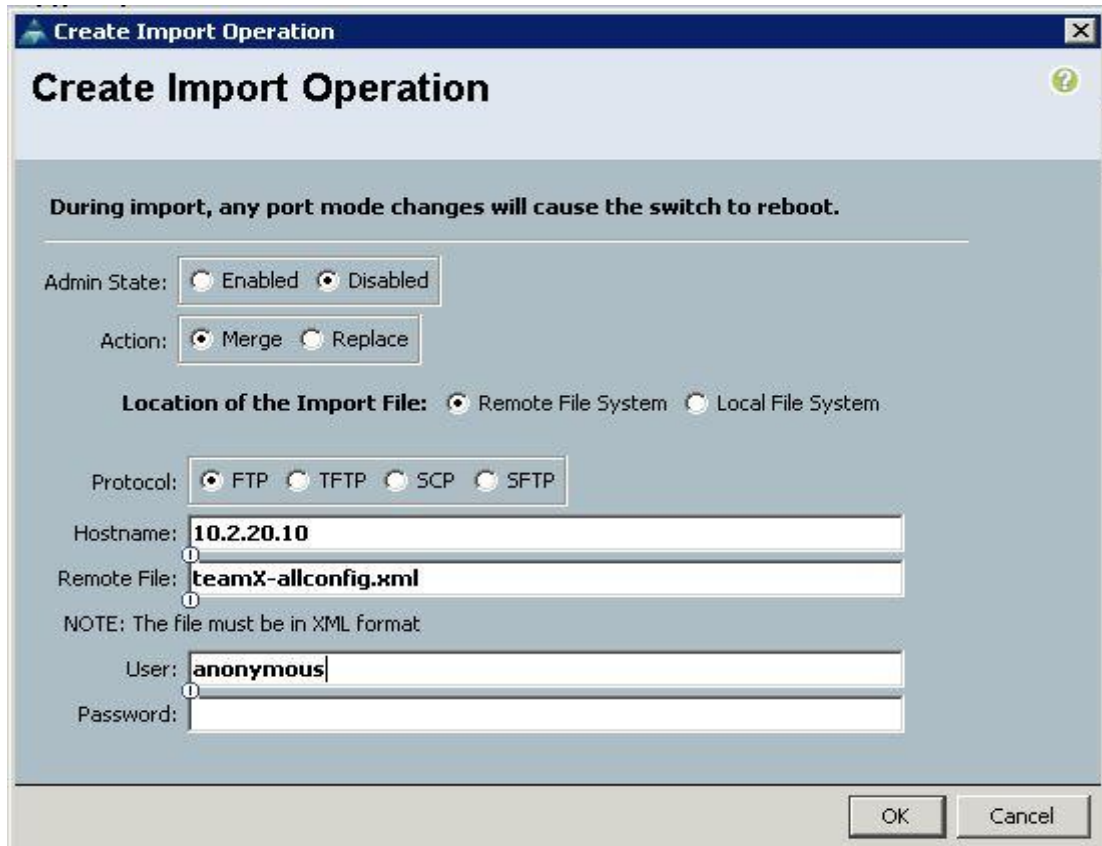 Create Import Operation
Create Import Operation
During import, any port mode changes will cause the switch to reboot.
Admin State: Enabled Disabled
Action: Merge Replace
Location of the Import File: Remote File System Local File System
Protocol: FTP TFTP SCP SFTP
Hostname: 10.2.20.10
Remote File: teamX-allconfig.xml
NOTE: The file must be in XML format
User: anonymous
Password:
OK Cancel